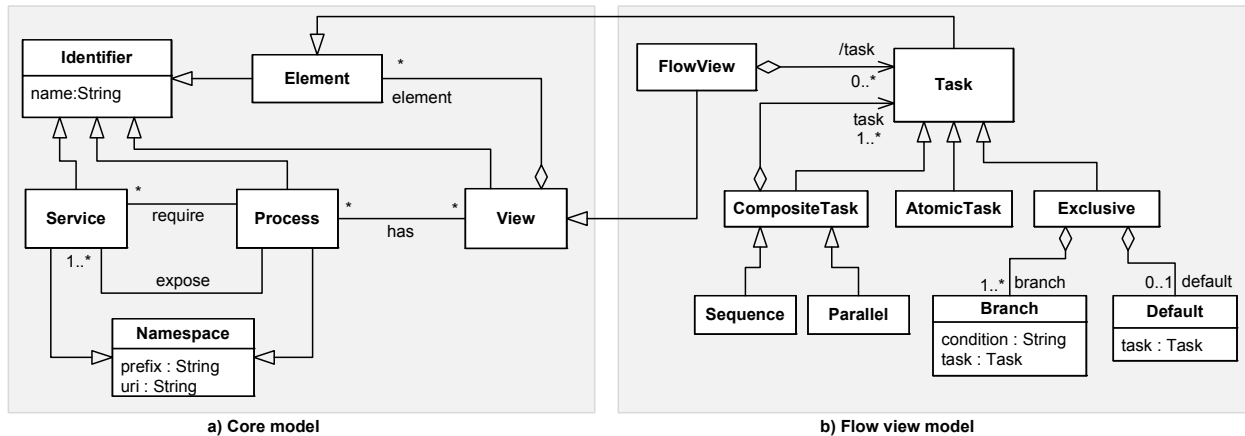 Identifier
name:String
Element
*
element
Service
*
require
Process
*
*
has
View
1..*
expose
Namespace
prefix : String
uri : String
a) Core model
FlowView
/task
0..*
Task
task
1..*
CompositeTask
AtomicTask
Exclusive
Sequence
Parallel
1..*
branch
0..1
default
Branch
condition : String
task : Task
Default
task : Task
b) Flow view model